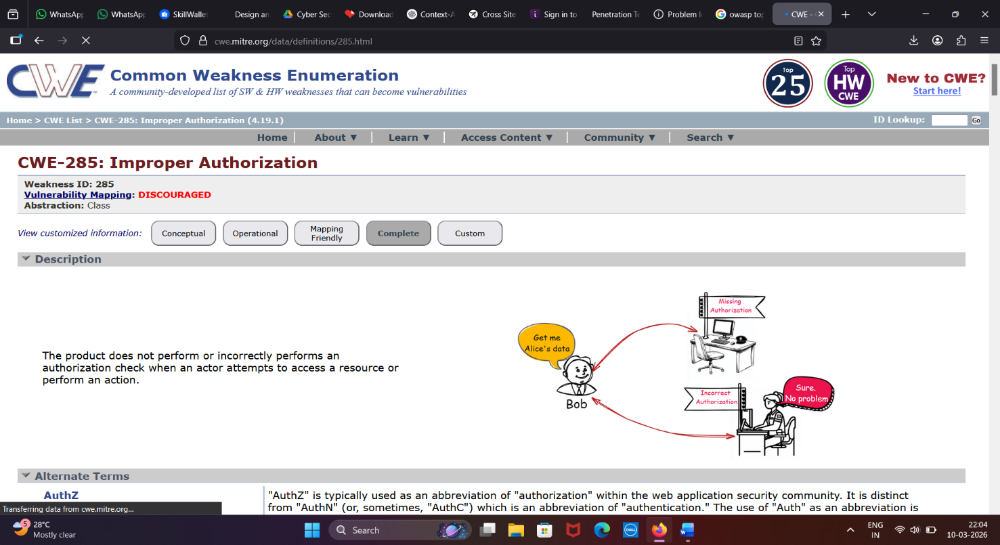 WhatsApp
WhatsApp
SkillWallet
Design an
Cyber Sec
Download
Context-A
Cross Site
Sign in to
Penetration Te
Problem I
owasp top
CWE -
cwe.mitre.org/data/definitions/285.html
CWE
Common Weakness Enumeration
A community-developed list of SW & HW weaknesses that can become vulnerabilities
Top
25
Top
HW
CWE
New to CWE?
Start here!
Home > CWE List > CWE-285: Improper Authorization (4.19.1)
ID Lookup:
Go
Home
About ▼
Learn ▼
Access Content ▼
Community ▼
Search ▼
CWE-285: Improper Authorization
Weakness ID: 285
Vulnerability Mapping: DISCOURAGED
Abstraction: Class
View customized information:
Conceptual
Operational
Mapping
Friendly
Complete
Custom
Description
The product does not perform or incorrectly performs an
authorization check when an actor attempts to access a resource or
perform an action.
Missing
Authorization
Get me
Alice's data
Bob
Incorrect
Authorization
Sure.
No problem
Alternate Terms
AuthZ
"AuthZ" is typically used as an abbreviation of "authorization" within the web application security community. It is distinct
from "AuthN" (or, sometimes, "AuthC") which is an abbreviation of "authentication." The use of "Auth" as an abbreviation is
Transferring data from cwe.mitre.org...
5
28°C
Mostly clear
Search
DELL
ENG
IN
22:04
10-03-2026